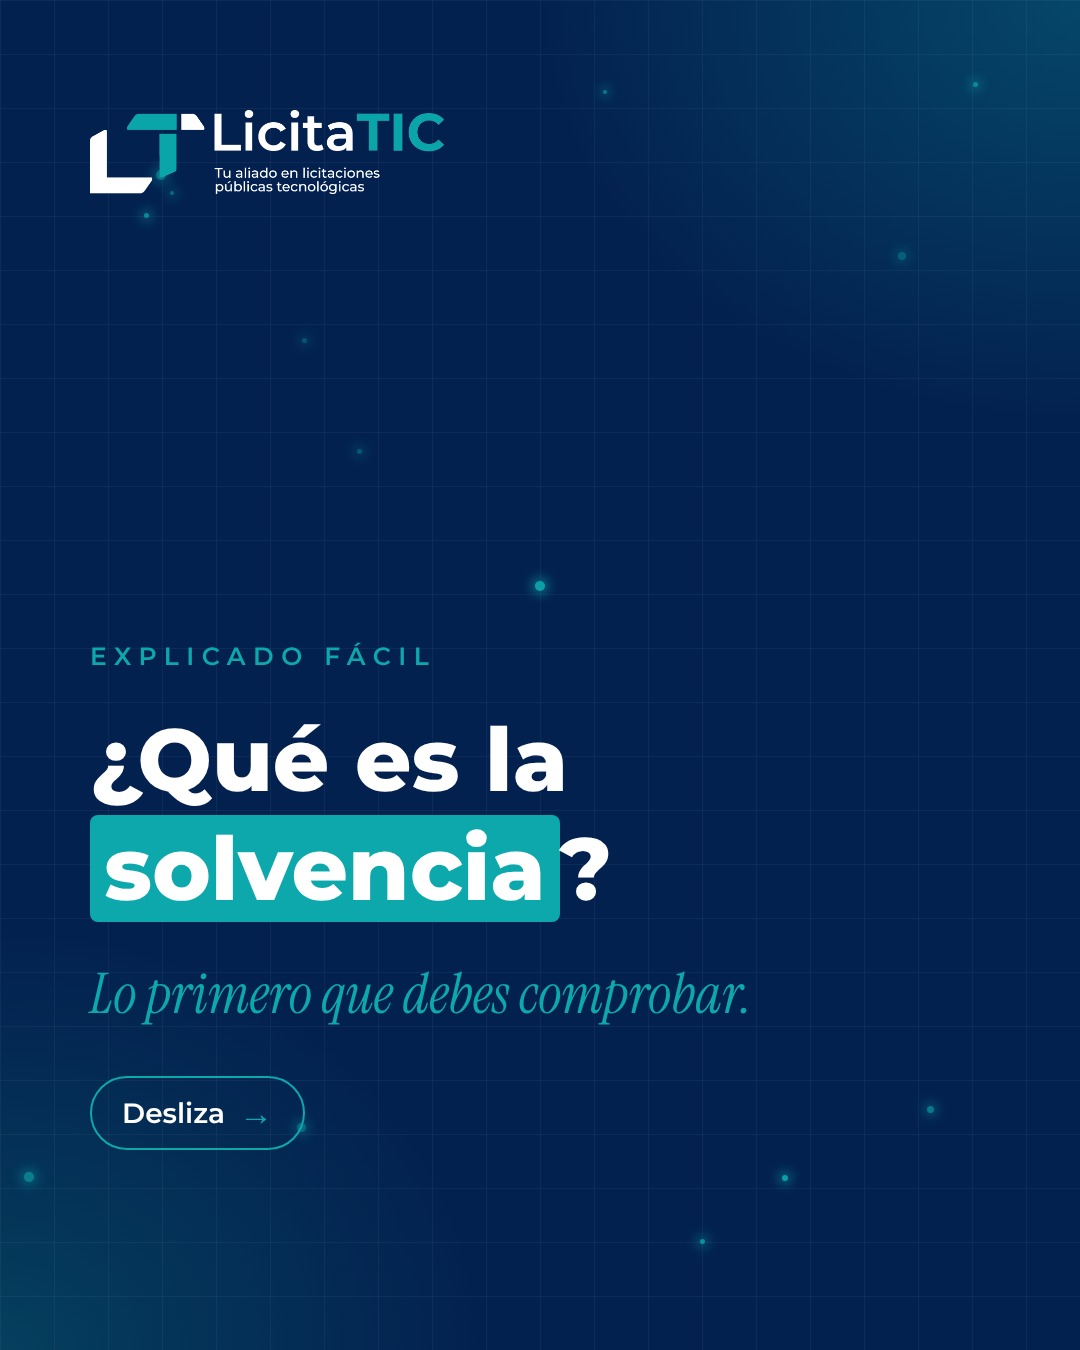 LicitaTIC
Tu aliado en licitaciones
públicas tecnológicas
EXPLICADO FÁCIL
¿Qué es la
solvencia?
Lo primero que debes comprobar.
Desliza →